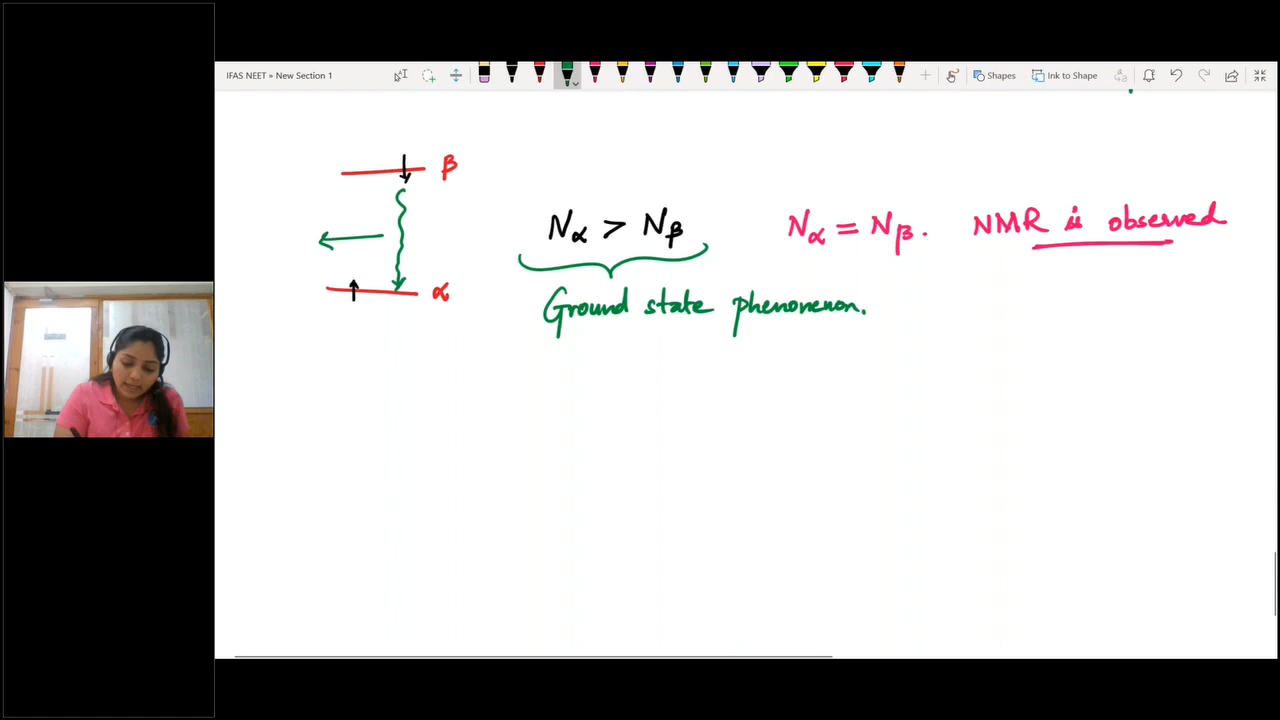 IFAS NEET » New Section 1
Shapes
Ink to Shape
β
Nα > Nβ
Nα = Nβ. NMR is observed
α
Ground state phenomenon.